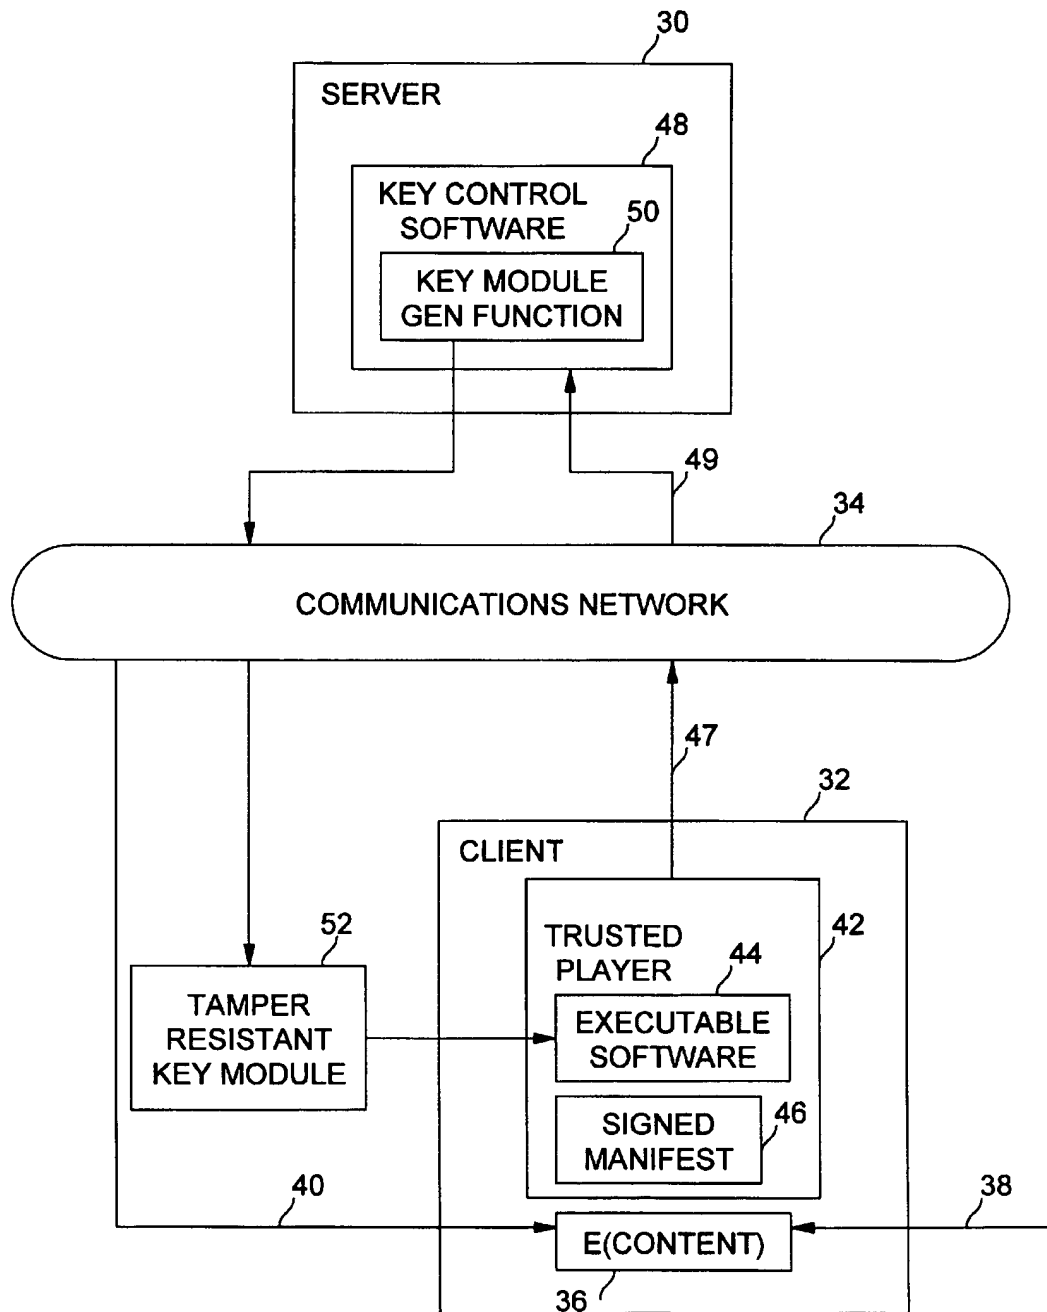 30
SERVER
48
KEY CONTROL
SOFTWARE
50
KEY MODULE
GEN FUNCTION
49
34
COMMUNICATIONS NETWORK
47
32
CLIENT
52
42
TRUSTED
PLAYER
44
TAMPER
RESISTANT
KEY MODULE
EXECUTABLE
SOFTWARE
46
SIGNED
MANIFEST
40
38
E(CONTENT)
36